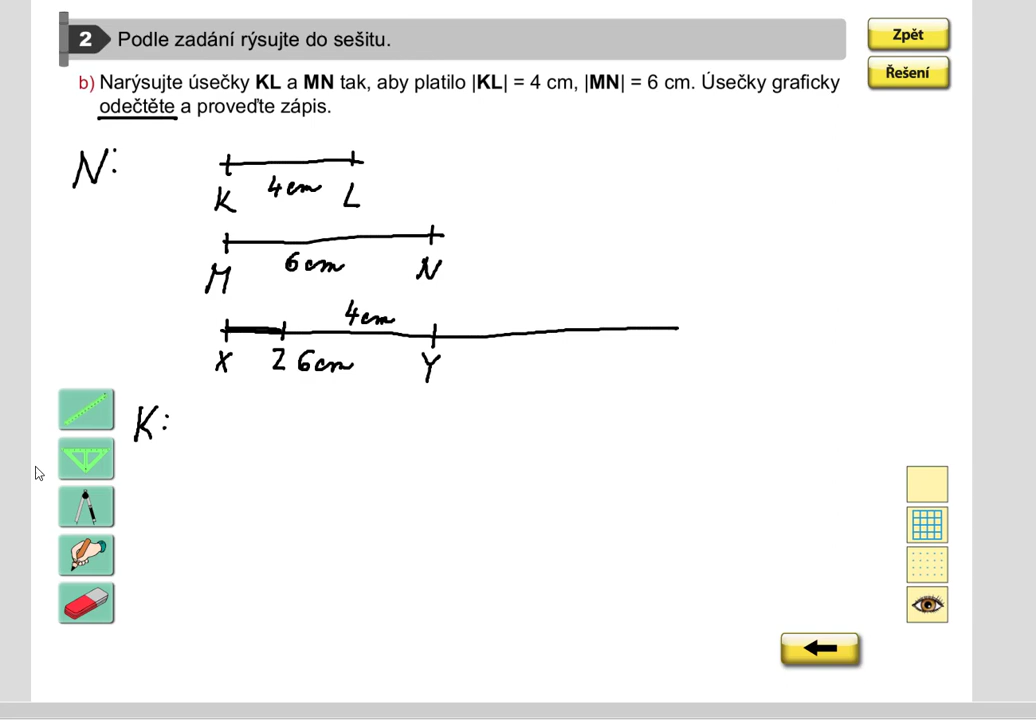 2 Podle zadání rýsujte do sešitu.
Zpět
Řešení
b) Narýsujte úsečky KL a MN tak, aby platilo |KL| = 4 cm, |MN| = 6 cm. Úsečky graficky
odečtěte a proveďte zápis.
N:
4cm
K L
6cm
M N
4cm
X Z 6cm Y
K: